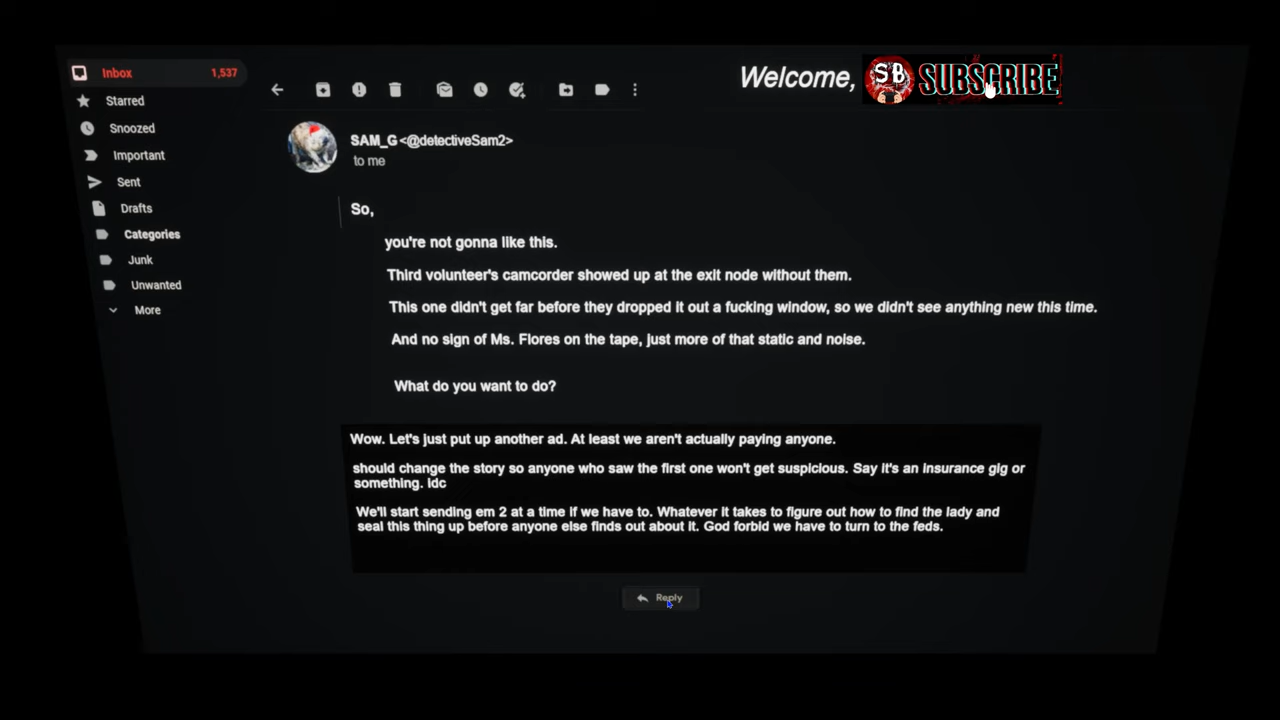 Inbox 1,537
Starred
Snoozed
Important
Sent
Drafts
Categories
Junk
Unwanted
More
Welcome,
SB SUBSCRIBE
SAM_G <@detectiveSam2>
to me
So,
you're not gonna like this.
Third volunteer's camcorder showed up at the exit node without them.
This one didn't get far before they dropped it out a fucking window, so we didn't see anything new this time.
And no sign of Ms. Flores on the tape, just more of that static and noise.
What do you want to do?
Wow. Let's just put up another ad. At least we aren't actually paying anyone.
should change the story so anyone who saw the first one won't get suspicious. Say it's an insurance gig or
something. idc
We'll start sending em 2 at a time if we have to. Whatever it takes to figure out how to find the lady and
seal this thing up before anyone else finds out about it. God forbid we have to turn to the feds.
Reply